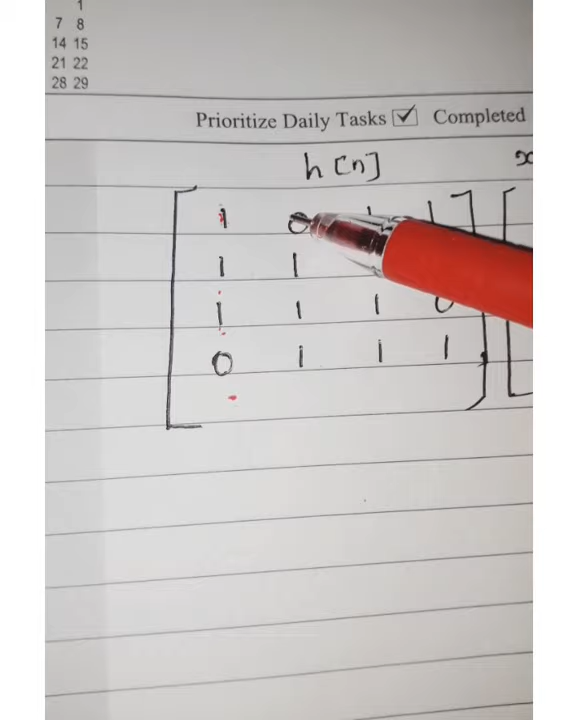 1
7 8
14 15
21 22
28 29
Prioritize Daily Tasks ☑ Completed
h[n]
1 0 1 1
1 1
1 1 1 0
0 1 1 1